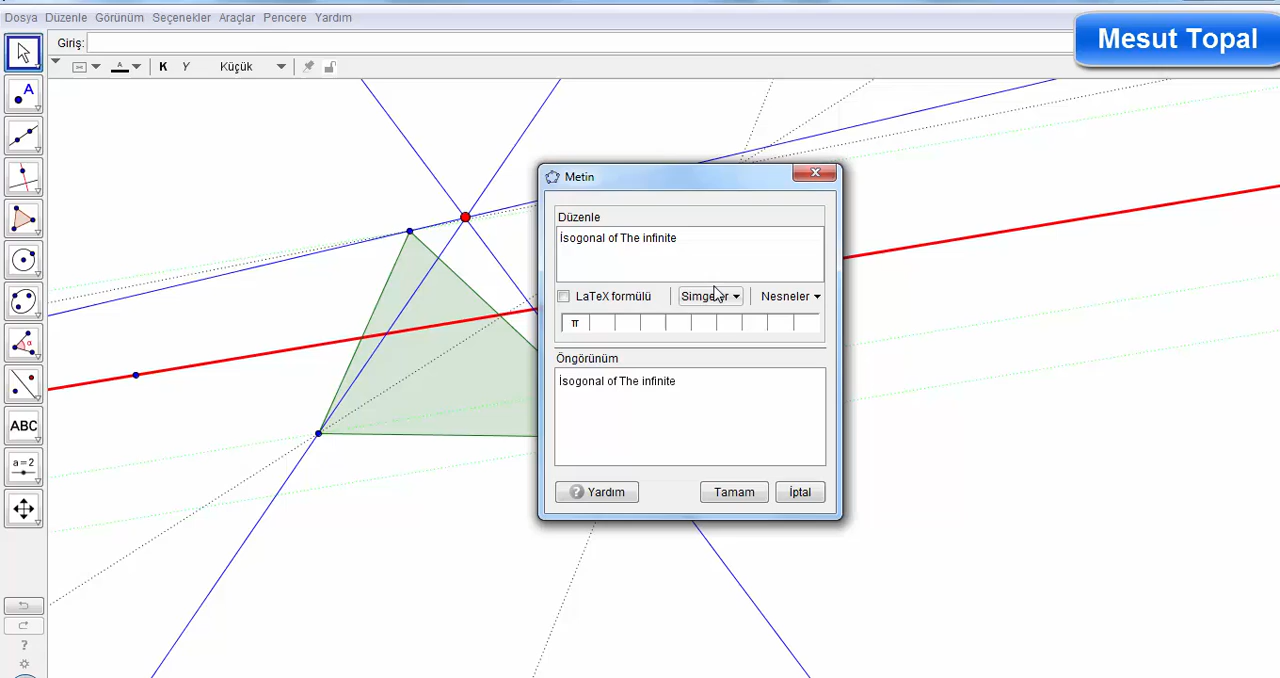 Dosya Düzenle Görünüm Seçenekler Araçlar Pencere Yardım
Mesut Topal
Giriş:
A K Y Küçük
A
Metin
Düzenle
İsogonal of The infinite
LaTeX formülü Simgeler Nesneler
π
Öngörünüm
İsogonal of The infinite
? Yardım Tamam İptal
α
ABC
a=2
?